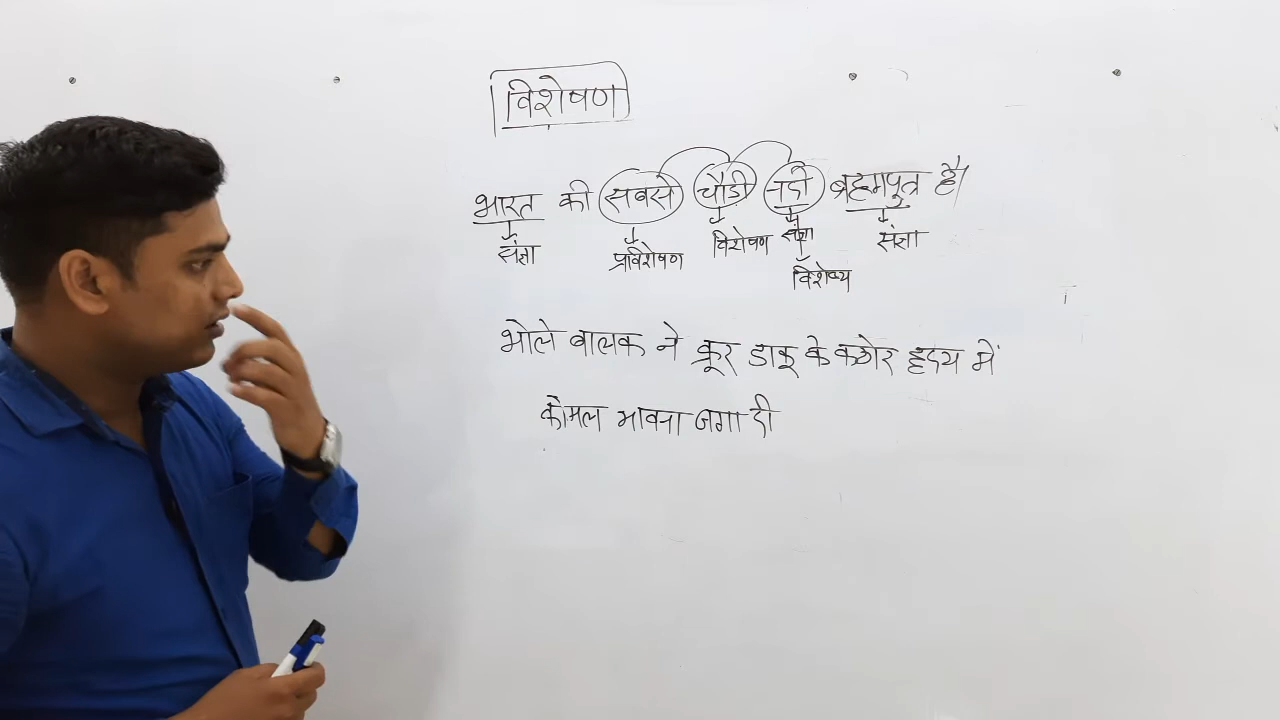 विशेषण
भारत की सबसे चौडी नदी ब्रह्मपुत्र है।
संज्ञा प्रविशेषण विशेषण संज्ञा संज्ञा
विशेष्य
भोले बालक ने क्रूर डाकू के कठोर हृदय में
कोमल भावना जगा दी